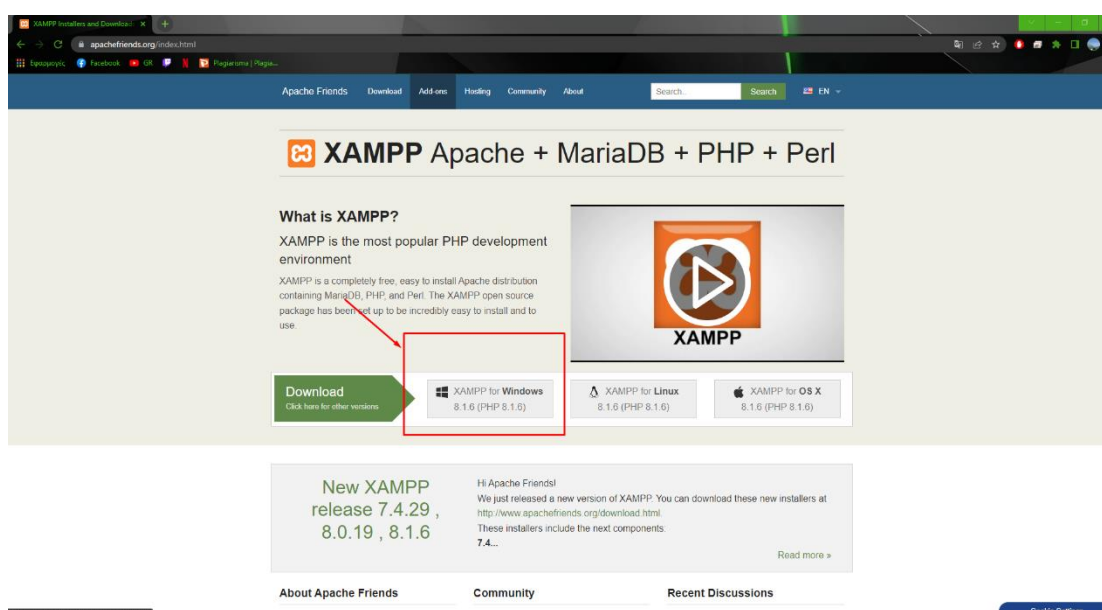 XAMPP Installers and Downloads
apachefriends.org/index.html
Εφαρμογές Facebook GR Plagiarisma | Plagia...
Apache Friends Download Add-ons Hosting Community About Search... Search EN
XAMPP Apache + MariaDB + PHP + Perl
What is XAMPP?
XAMPP is the most popular PHP development
environment
XAMPP is a completely free, easy to install Apache distribution
containing MariaDB, PHP, and Perl. The XAMPP open source
package has been set up to be incredibly easy to install and to
use.
XAMPP
Download
Click here for other versions
XAMPP for Windows
8.1.6 (PHP 8.1.6)
XAMPP for Linux
8.1.6 (PHP 8.1.6)
XAMPP for OS X
8.1.6 (PHP 8.1.6)
New XAMPP
release 7.4.29 ,
8.0.19 , 8.1.6
Hi Apache Friends!
We just released a new version of XAMPP. You can download these new installers at
http://www.apachefriends.org/download.html.
These installers include the next components:
7.4...
Read more »
About Apache Friends Community Recent Discussions